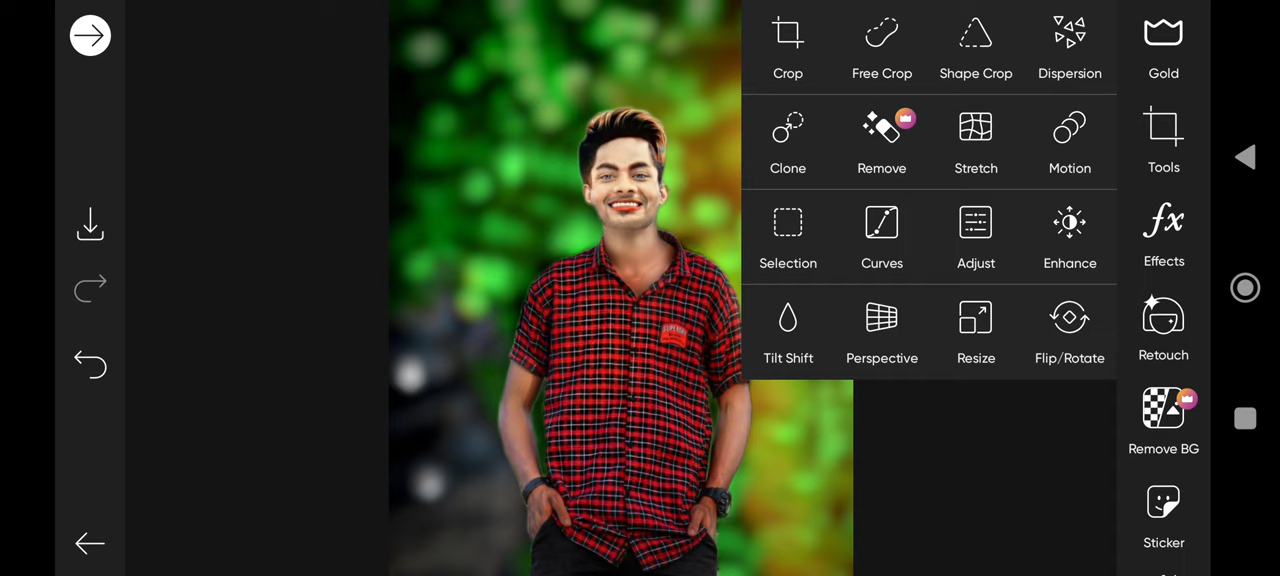 Crop Free Crop Shape Crop Dispersion Gold
Clone Remove Stretch Motion Tools
Selection Curves Adjust Enhance Effects
Tilt Shift Perspective Resize Flip/Rotate Retouch
Remove BG
Sticker